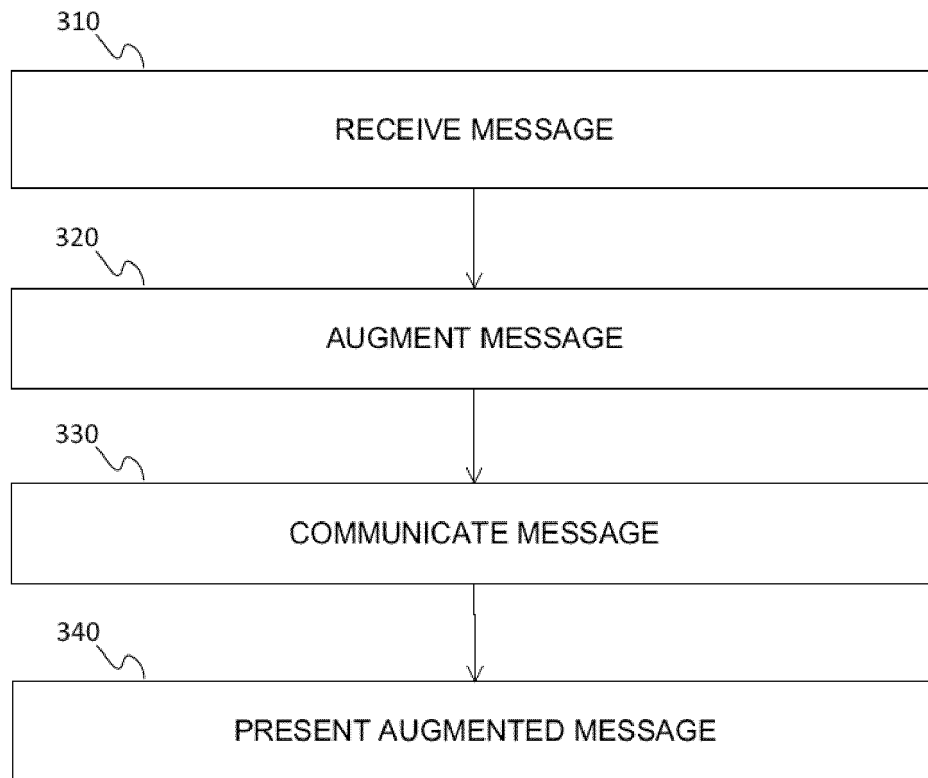 310
RECEIVE MESSAGE
320
AUGMENT MESSAGE
330
COMMUNICATE MESSAGE
340
PRESENT AUGMENTED MESSAGE